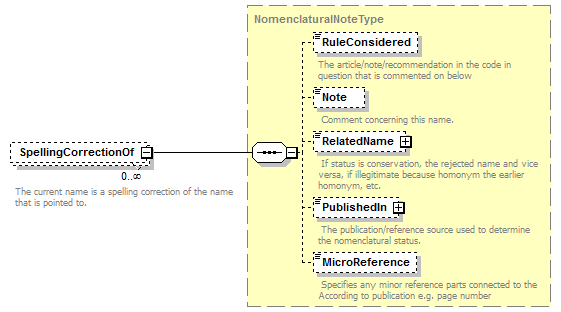 NomenclaturalNoteType
RuleConsidered
The article/note/recommendation in the code in
question that is commented on below
Note
Comment concerning this name.
SpellingCorrectionOf
0..∞
The current name is a spelling correction of the name
that is pointed to.
RelatedName
If status is conservation, the rejected name and vice
versa, if illegitimate because homonym the earlier
homonym, etc.
PublishedIn
The publication/reference source used to determine
the nomenclatural status.
MicroReference
Specifies any minor reference parts connected to the
According to publication e.g. page number